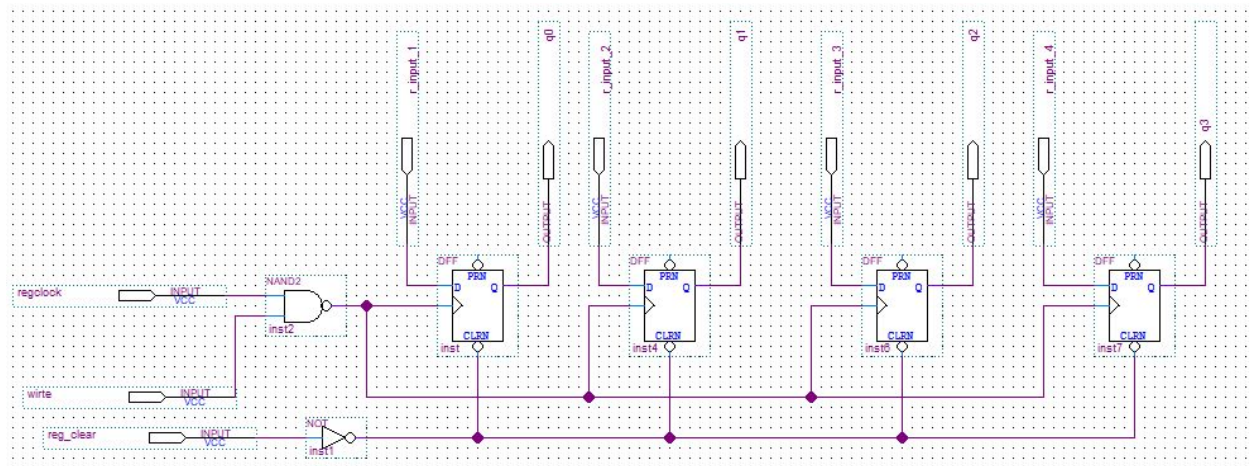 r_input_1
q0
r_input_2
q1
r_input_3
q2
r_input_4
q3
VCC
INPUT
OUTPUT
VCC
INPUT
OUTPUT
VCC
INPUT
OUTPUT
VCC
INPUT
OUTPUT
DFF
PRN
D
Q
CLRN
inst
DFF
PRN
D
Q
CLRN
inst4
DFF
PRN
D
Q
CLRN
inst6
DFF
PRN
D
Q
CLRN
inst7
regclock
INPUT
VCC
NAND2
inst2
wirte
INPUT
VCC
reg_clear
INPUT
VCC
NOT
inst1